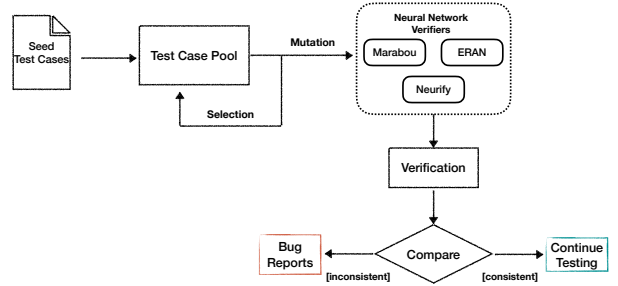 Seed
Test Cases
Test Case Pool
Mutation
Selection
Neural Network
Verifiers
Marabou
ERAN
Neurify
Verification
Compare
[inconsistent]
[consistent]
Bug
Reports
Continue
Testing